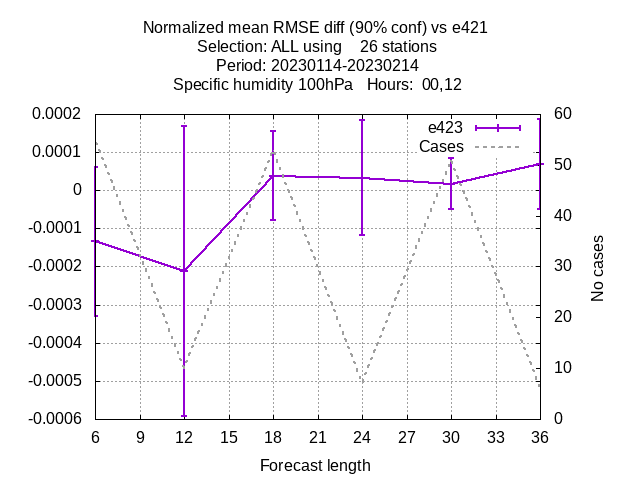 Normalized mean RMSE diff (90% conf) vs e421
Selection: ALL using    26 stations
Period: 20230114-20230214
Specific humidity 100hPa   Hours:  00,12
e423
Cases
0.0002
0.0001
0
-0.0001
-0.0002
-0.0003
-0.0004
-0.0005
-0.0006
60
50
40
30
20
10
0
No cases
6 9 12 15 18 21 24 27 30 33 36
Forecast length